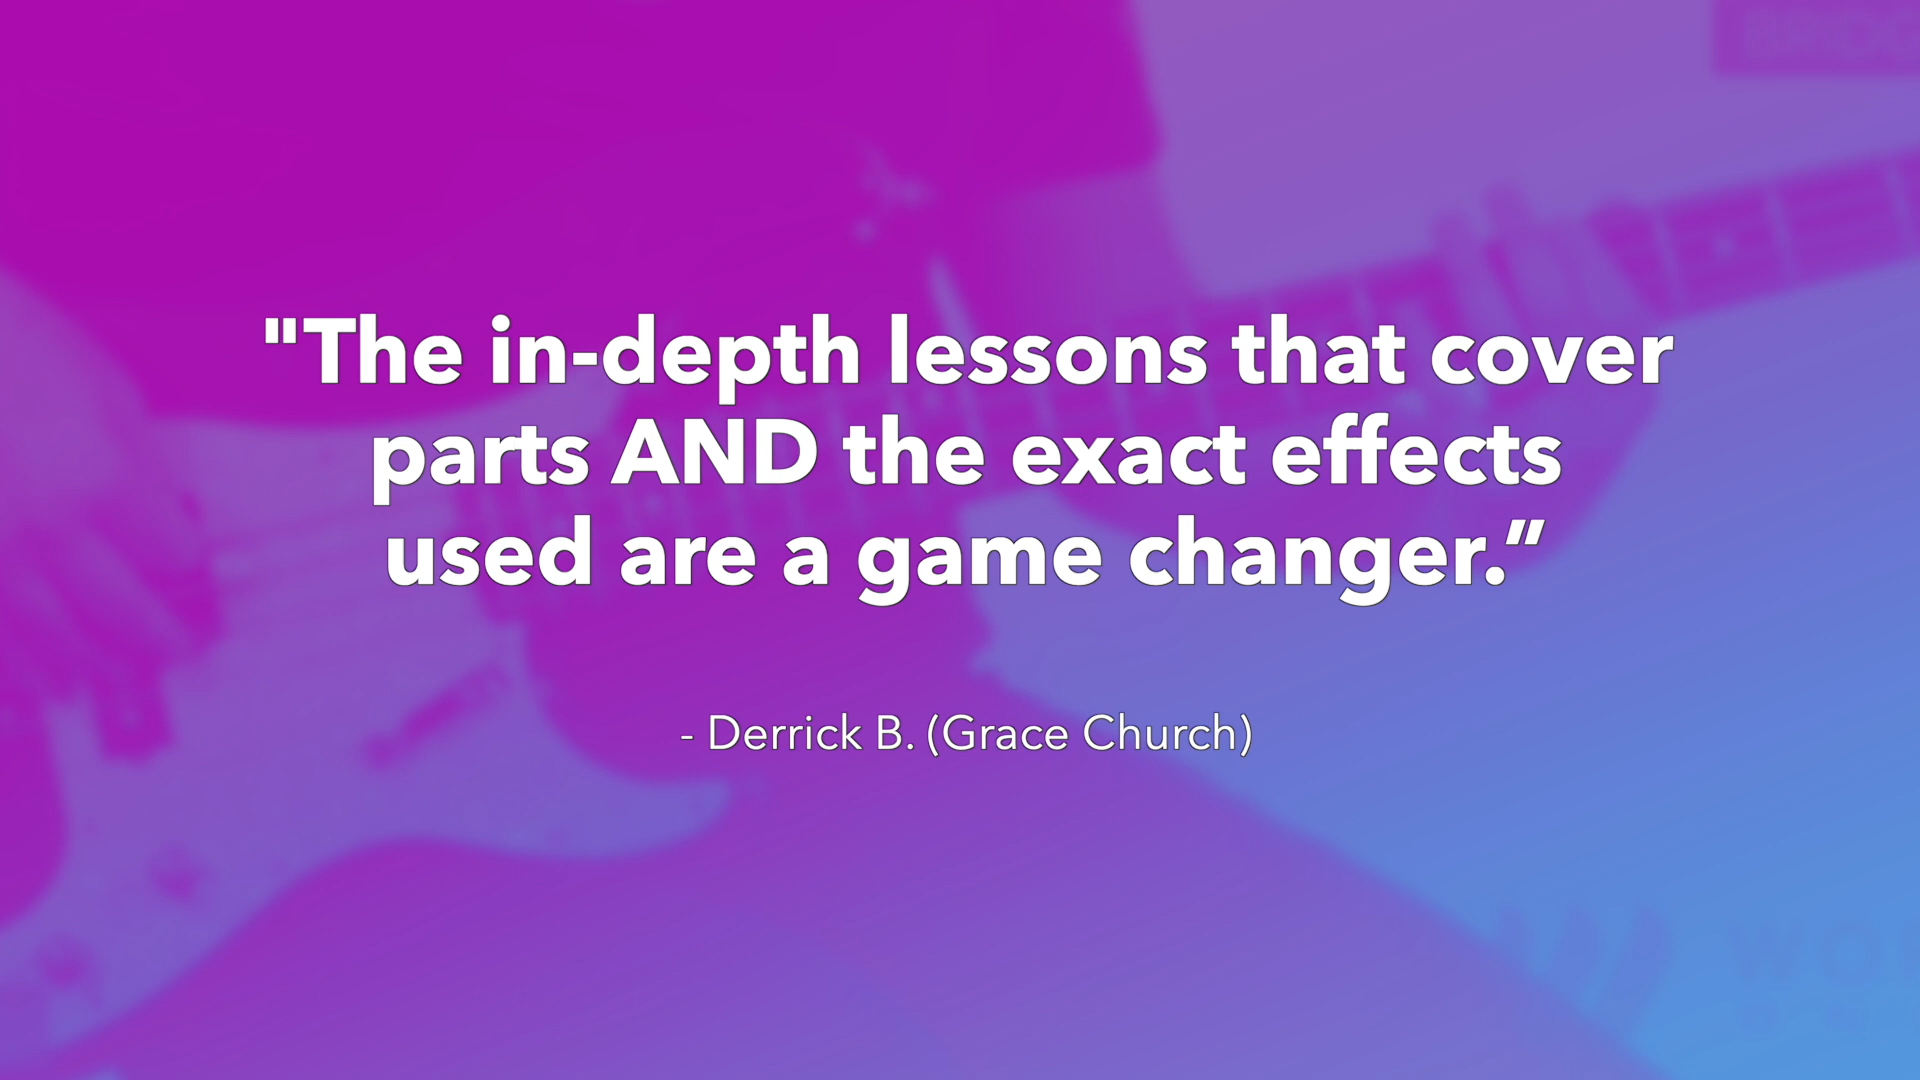 "The in-depth lessons that cover
parts AND the exact effects
used are a game changer.”
- Derrick B. (Grace Church)